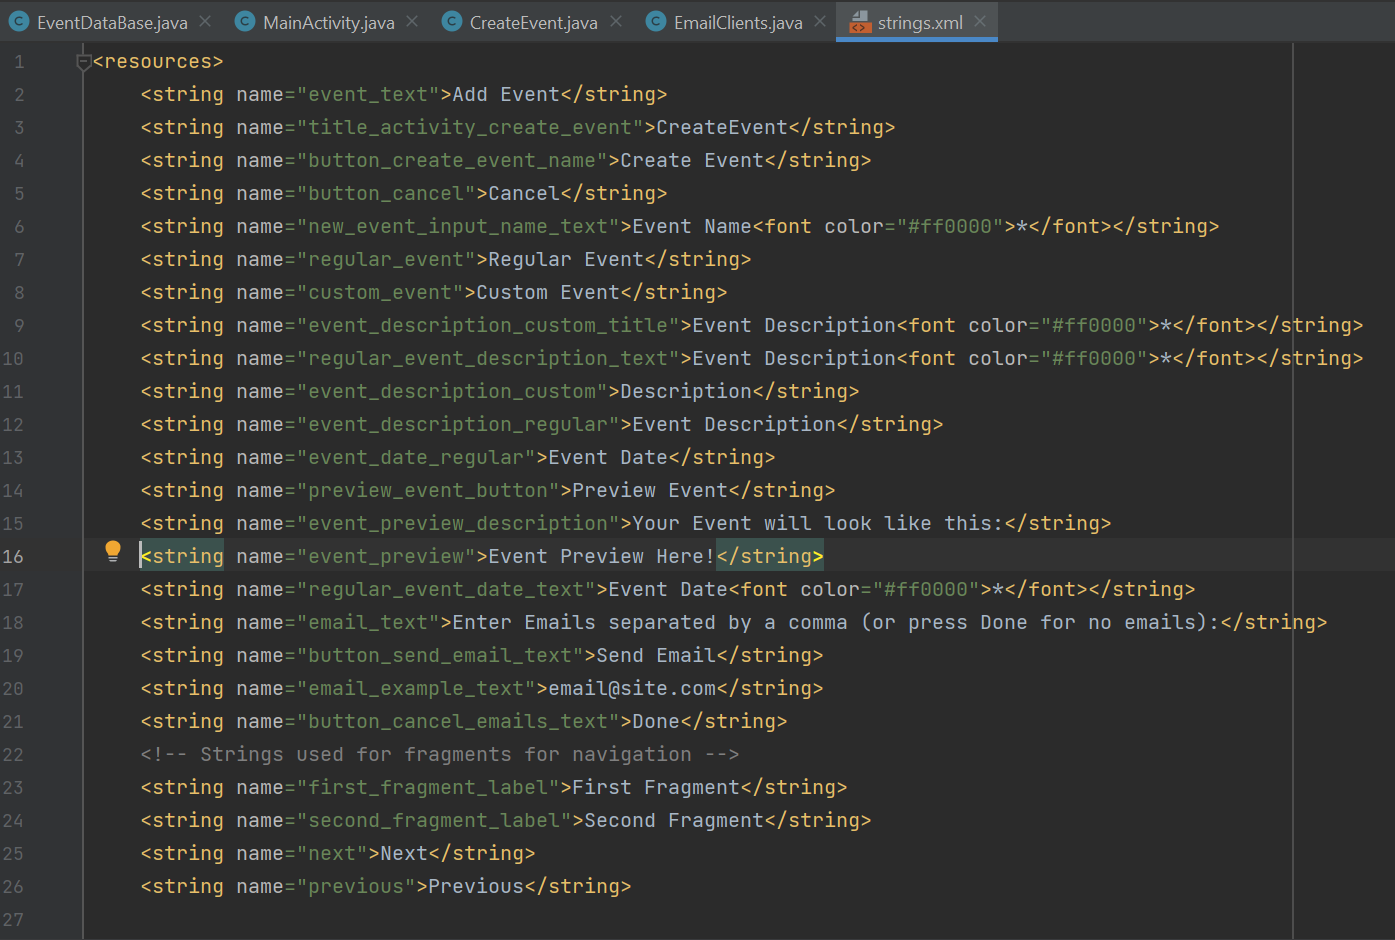 EventDataBase.java MainActivity.java CreateEvent.java EmailClients.java strings.xml
1 <resources>
2 <string name="event_text">Add Event</string>
3 <string name="title_activity_create_event">CreateEvent</string>
4 <string name="button_create_event_name">Create Event</string>
5 <string name="button_cancel">Cancel</string>
6 <string name="new_event_input_name_text">Event Name<font color="#ff0000">*</font></string>
7 <string name="regular_event">Regular Event</string>
8 <string name="custom_event">Custom Event</string>
9 <string name="event_description_custom_title">Event Description<font color="#ff0000">*</font></string>
10 <string name="regular_event_description_text">Event Description<font color="#ff0000">*</font></string>
11 <string name="event_description_custom">Description</string>
12 <string name="event_description_regular">Event Description</string>
13 <string name="event_date_regular">Event Date</string>
14 <string name="preview_event_button">Preview Event</string>
15 <string name="event_preview_description">Your Event will look like this:</string>
16 <string name="event_preview">Event Preview Here!</string>
17 <string name="regular_event_date_text">Event Date<font color="#ff0000">*</font></string>
18 <string name="email_text">Enter Emails separated by a comma (or press Done for no emails):</string>
19 <string name="button_send_email_text">Send Email</string>
20 <string name="email_example_text">email@site.com</string>
21 <string name="button_cancel_emails_text">Done</string>
22 <!-- Strings used for fragments for navigation -->
23 <string name="first_fragment_label">First Fragment</string>
24 <string name="second_fragment_label">Second Fragment</string>
25 <string name="next">Next</string>
26 <string name="previous">Previous</string>
27